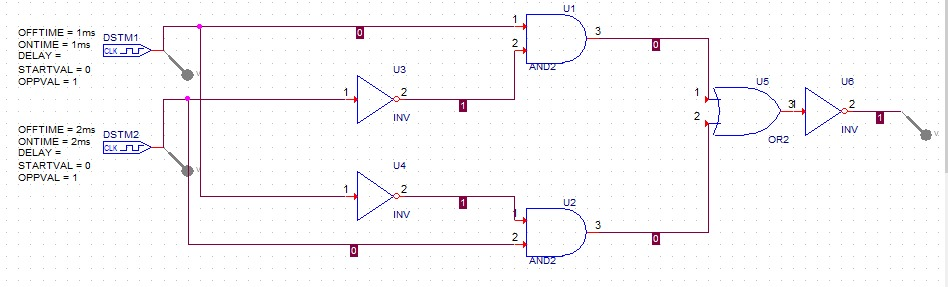 OFFTIME = 1ms
ONTIME = 1ms
DELAY =
STARTVAL = 0
OPPVAL = 1
DSTM1
CLK
V
OFFTIME = 2ms
ONTIME = 2ms
DELAY =
STARTVAL = 0
OPPVAL = 1
DSTM2
CLK
V
0
1
2
U1
3
AND2
0
U3
1
2
INV
1
U4
1
2
INV
1
0
U2
1
2
3
AND2
0
U5
1
2
3
OR2
U6
1
2
INV
1
V